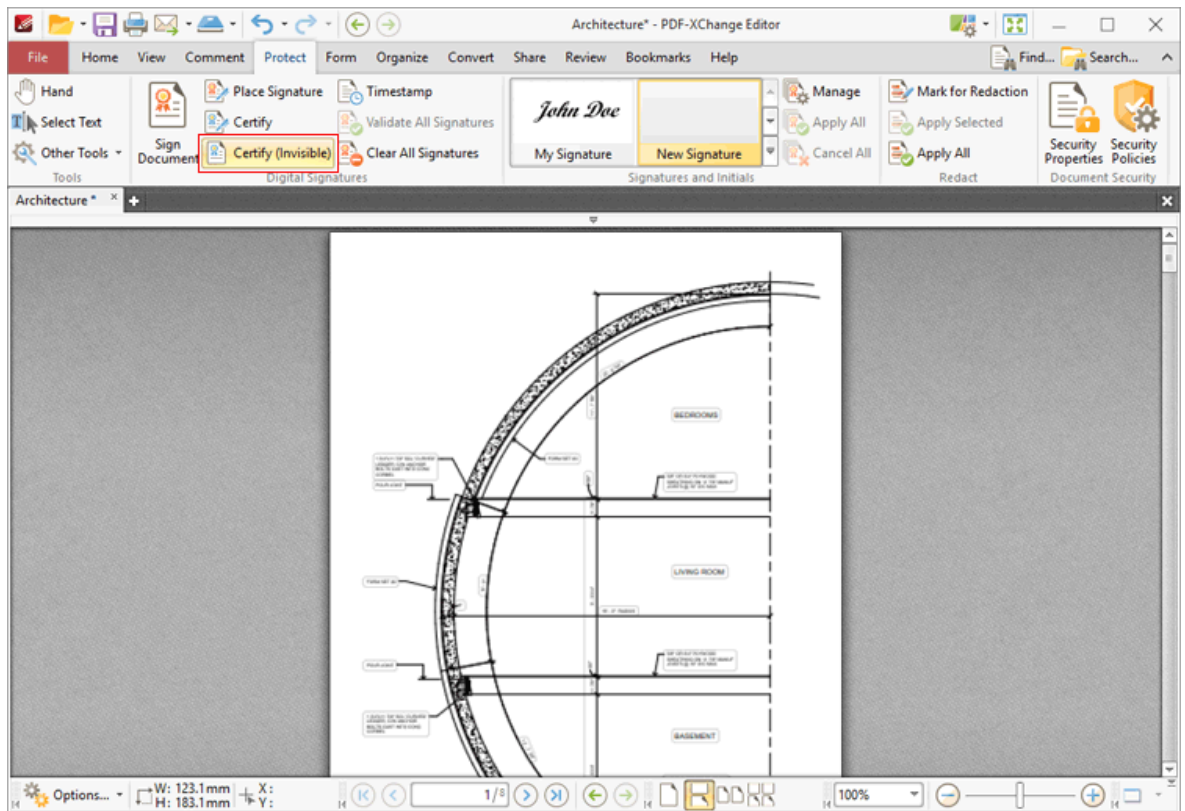 Architecture* - PDF-XChange Editor
File Home View Comment Protect Form Organize Convert Share Review Bookmarks Help Find... Search...
Hand
Select Text
Other Tools
Tools
Sign
Document
Place Signature
Certify
Certify (Invisible)
Timestamp
Validate All Signatures
Clear All Signatures
Digital Signatures
John Doe
My Signature
New Signature
Manage
Apply All
Cancel All
Signatures and Initials
Mark for Redaction
Apply Selected
Apply All
Redact
Security
Properties
Security
Policies
Document Security
Architecture *
BEDROOMS
LIVING ROOM
BASEMENT
Options...
W: 123.1mm
H: 183.1mm
X:
Y:
1/8
100%